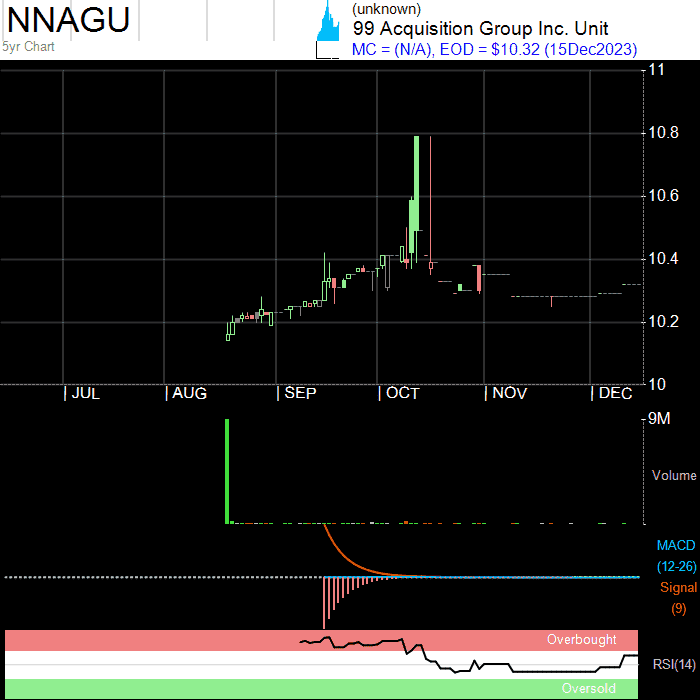 NNAGU
5yr Chart
(unknown)
99 Acquisition Group Inc. Unit
MC = (N/A), EOD = $10.32 (15Dec2023)
11
10.8
10.6
10.4
10.2
10
JUL AUG SEP OCT NOV DEC
9M
Volume
MACD
(12-26)
Signal
(9)
Overbought
RSI(14)
Oversold